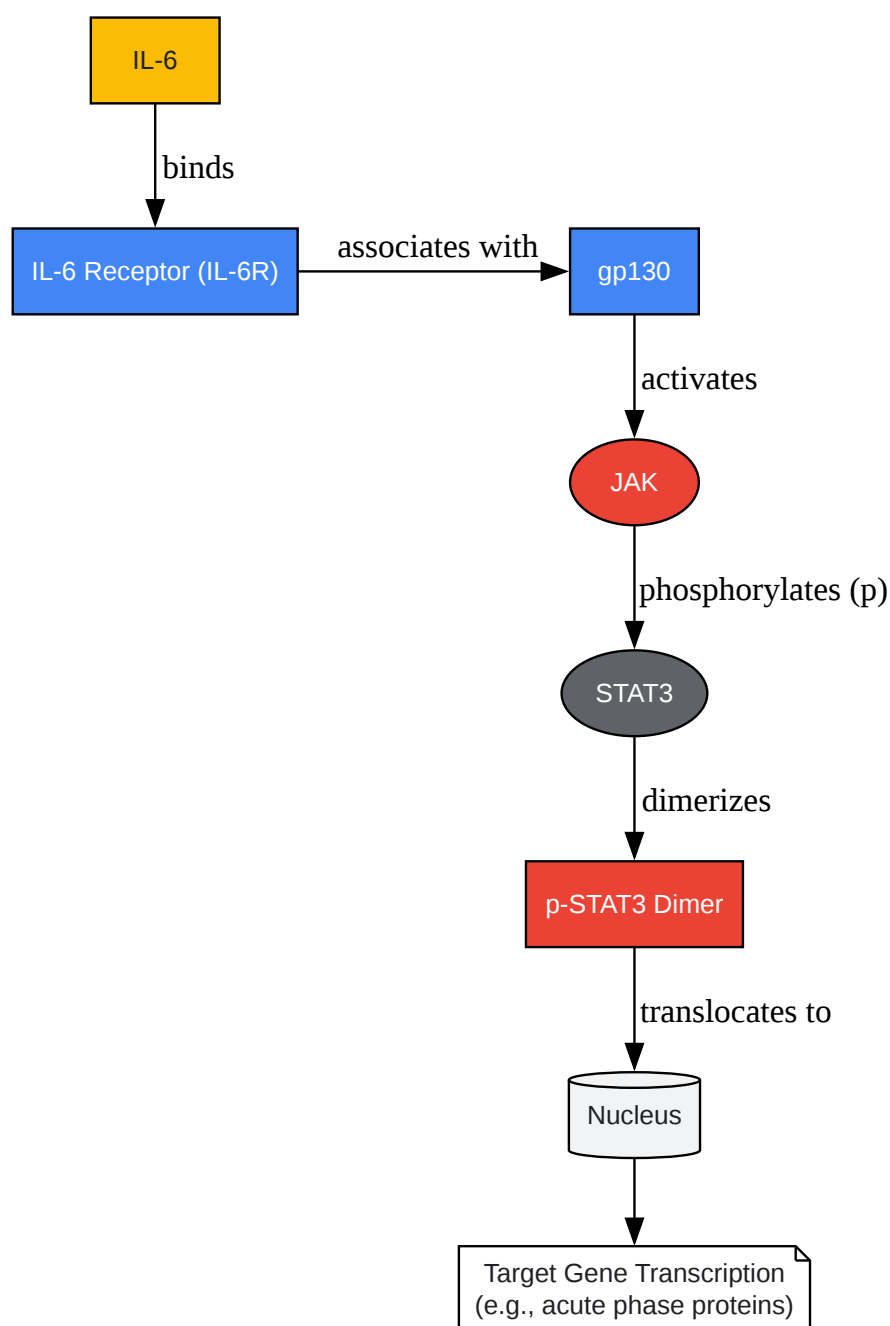 IL-6
binds
IL-6 Receptor (IL-6R)
associates with
gp130
activates
JAK
phosphorylates (p)
STAT3
dimerizes
p-STAT3 Dimer
translocates to
Nucleus
Target Gene Transcription
(e.g., acute phase proteins)